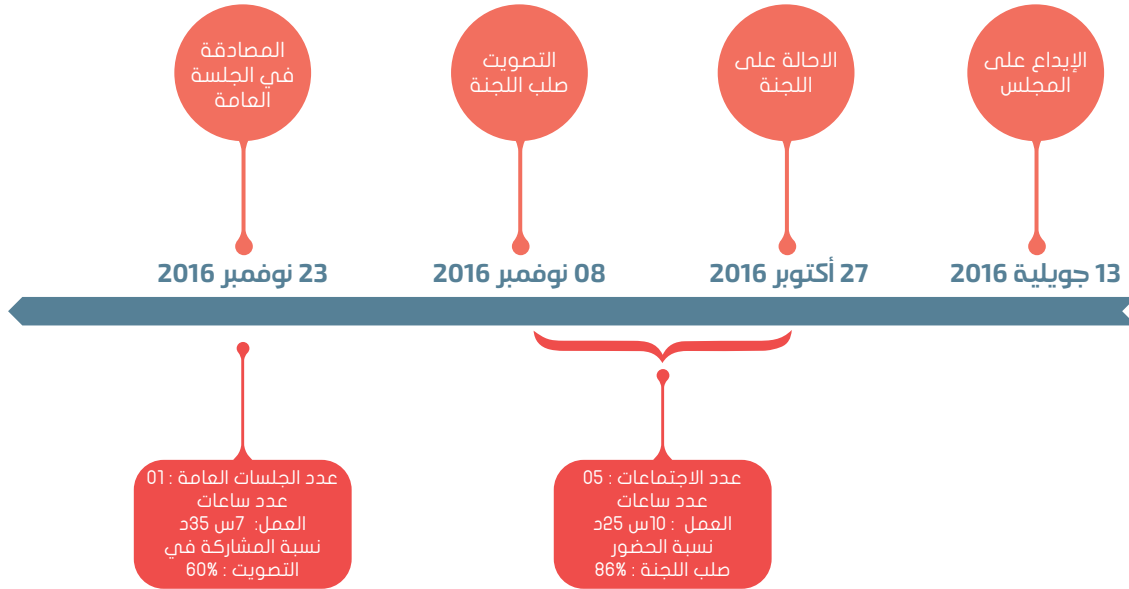 الإيداع على
المجلس
الاحالة على
اللجنة
التصويت
صلب اللجنة
المصادقة
في الجلسة
العامة
13 جويلية 2016
27 أكتوبر 2016
08 نوفمبر 2016
23 نوفمبر 2016
عدد الاجتماعات : 05
عدد ساعات
العمل : 10س 25د
نسبة الحضور
صلب اللجنة : 86%
عدد الجلسات العامة : 01
عدد ساعات
العمل: 7س 35د
نسبة المشاركة في
التصويت : 60%